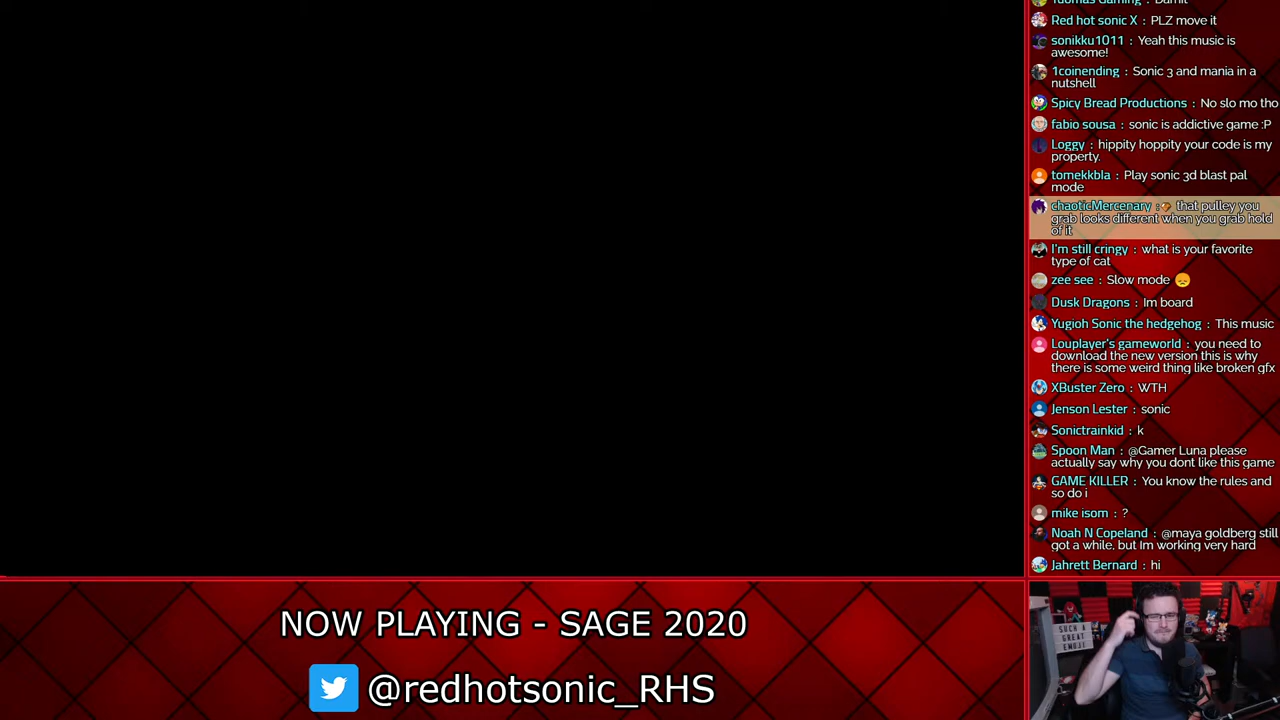 Damit
Red hot sonic X : PLZ move it
sonikku1011 : Yeah this music is
awesome!
1coinending : Sonic 3 and mania in a
nutshell
Spicy Bread Productions : No slo mo tho
fabio sousa : sonic is addictive game :P
Loggy : hippity hoppity your code is my
property.
tomekkbla : Play sonic 3d blast pal
mode
chaoticMercenary : that pulley you
grab looks different when you grab hold
of it
I'm still cringy : what is your favorite
type of cat
zee see : Slow mode 😞
Dusk Dragons : Im board
Yugioh Sonic the hedgehog : This music
Louplayer's gameworld : you need to
download the new version this is why
there is some weird thing like broken gfx
XBuster Zero : WTH
Jenson Lester : sonic
Sonictrainkid : k
Spoon Man : @Gamer Luna please
actually say why you dont like this game
GAME KILLER : You know the rules and
so do i
mike isom : ?
Noah N Copeland : @maya goldberg still
got a while, but Im working very hard
Jahrett Bernard : hi
NOW PLAYING - SAGE 2020
@redhotsonic_RHS
SUCH A
GREAT
EMOJI